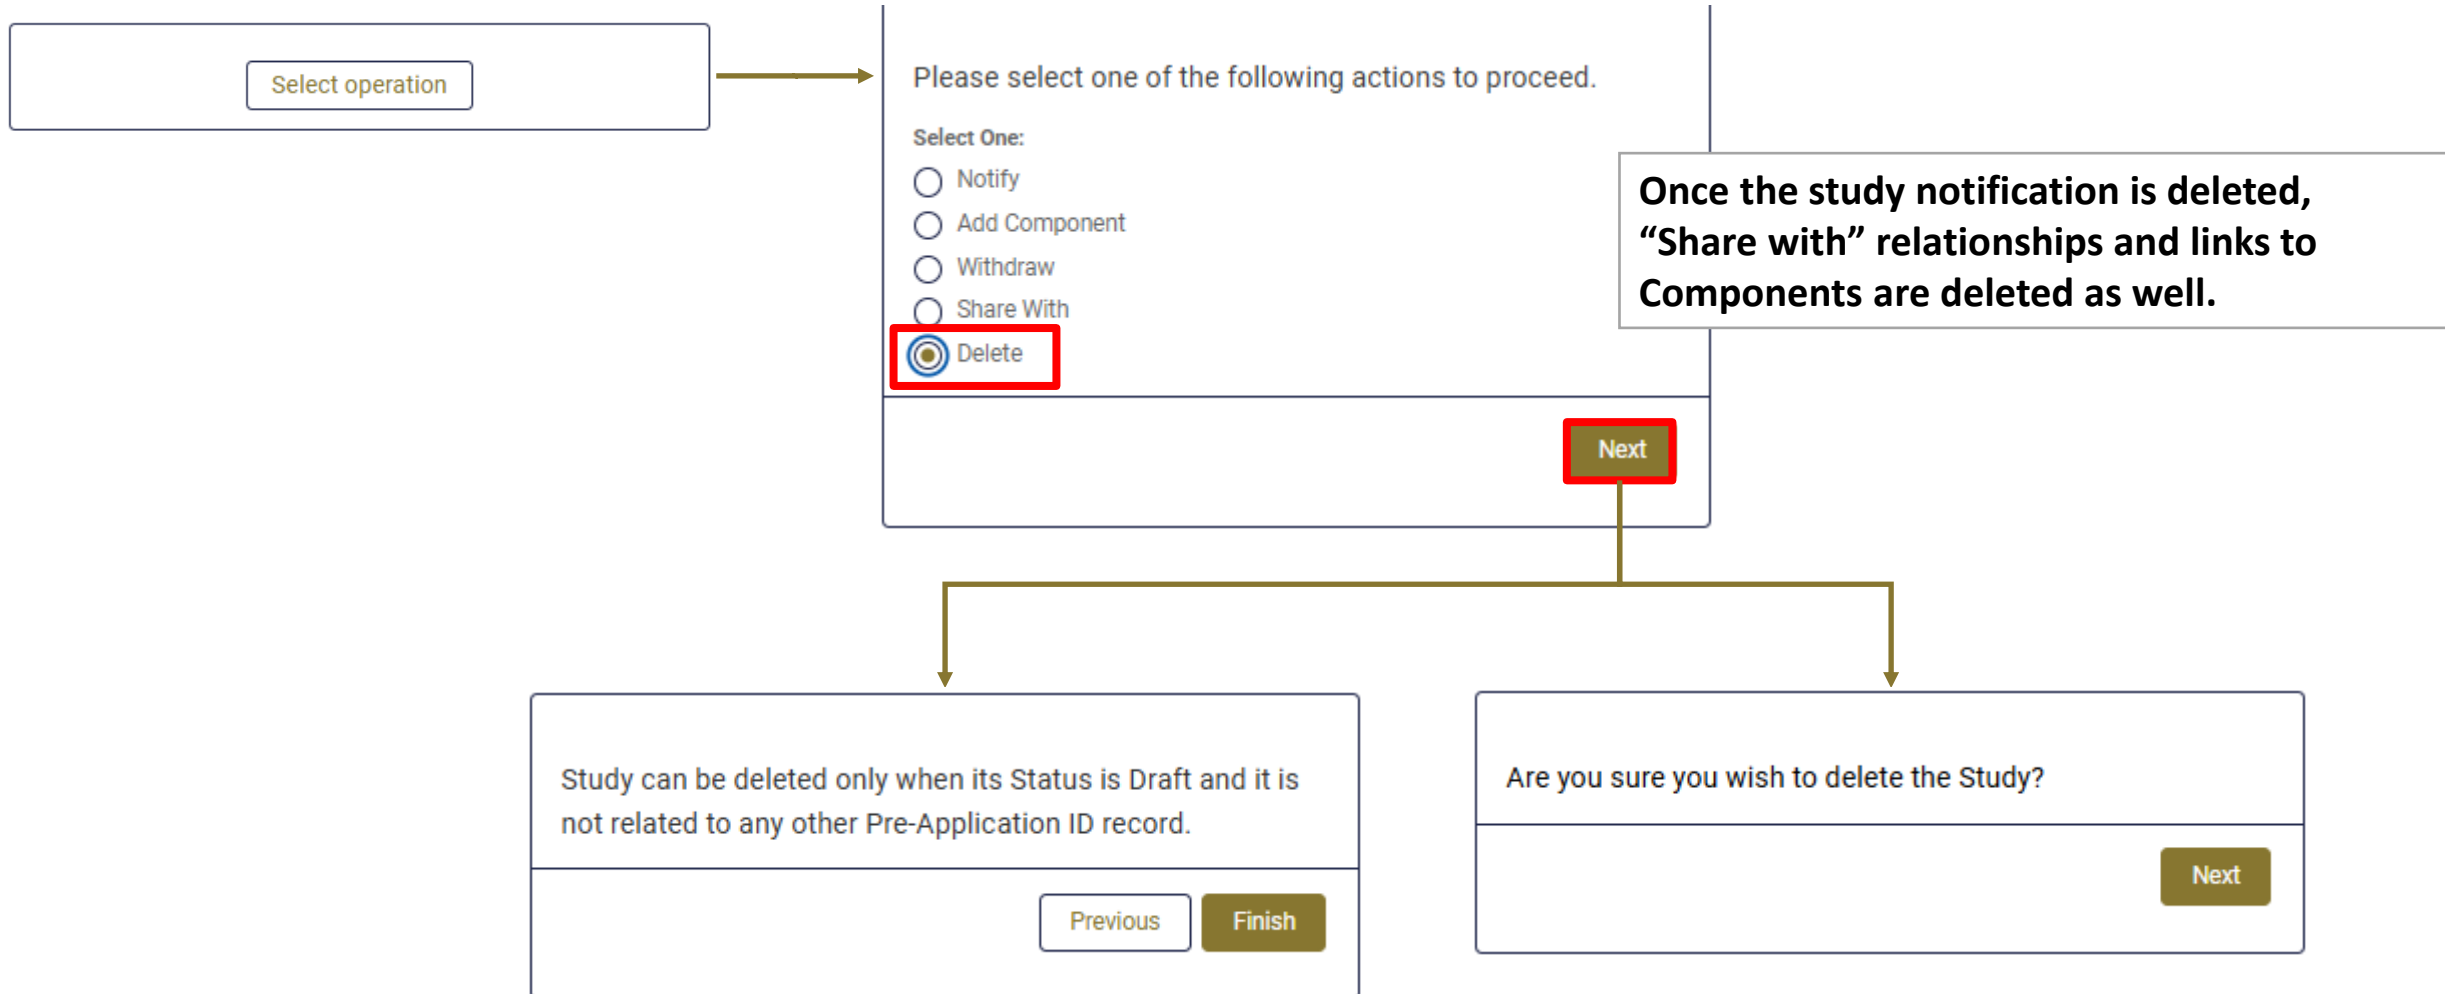 Select operation
Please select one of the following actions to proceed.
Select One:
Notify
Add Component
Withdraw
Share With
Delete
Next
Once the study notification is deleted,
“Share with” relationships and links to
Components are deleted as well.
Study can be deleted only when its Status is Draft and it is
not related to any other Pre-Application ID record.
Previous Finish
Are you sure you wish to delete the Study?
Next